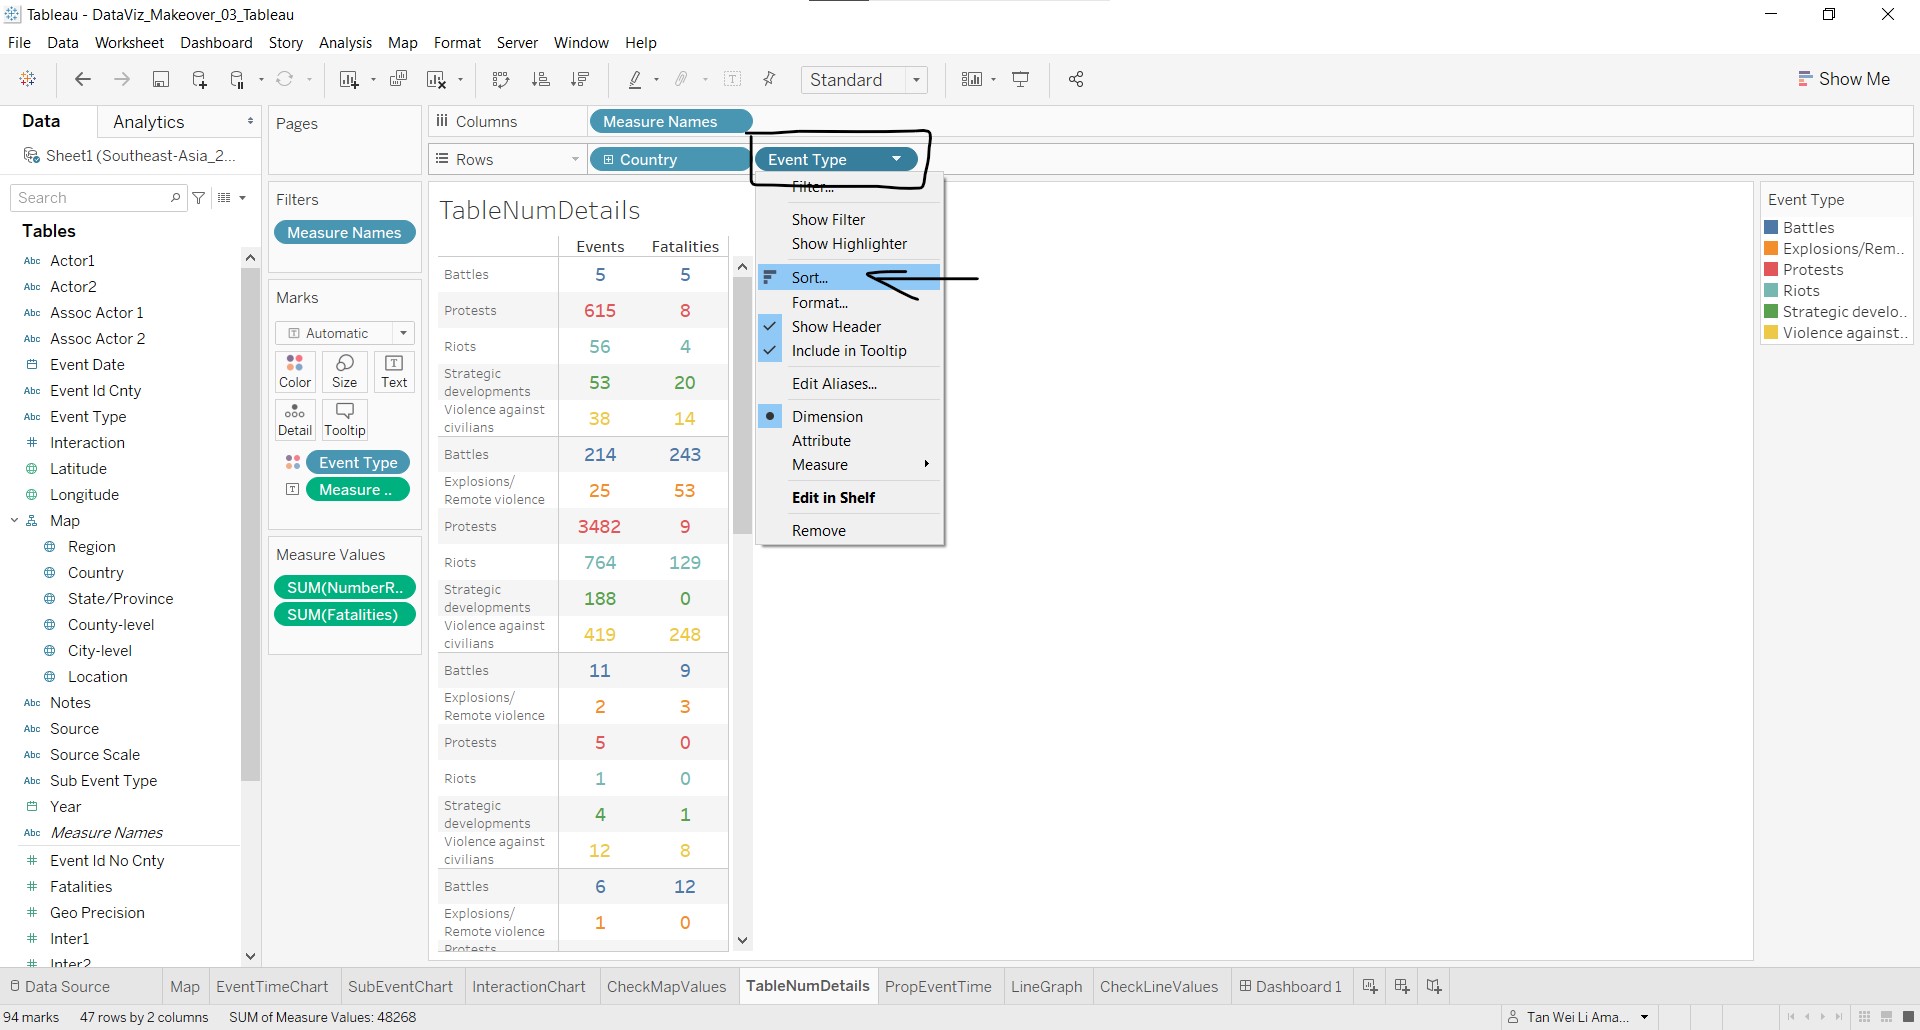 Tableau - DataViz_Makeover_03_Tableau
File Data Worksheet Dashboard Story Analysis Map Format Server Window Help
Standard
Show Me
Data Analytics
Sheet1 (Southeast-Asia_2...
Search
Tables
Abc Actor1
Abc Actor2
Abc Assoc Actor 1
Abc Assoc Actor 2
Event Date
Abc Event Id Cnty
Abc Event Type
# Interaction
Latitude
Longitude
Map
Region
Country
State/Province
County-level
City-level
Location
Abc Notes
Abc Source
Abc Source Scale
Abc Sub Event Type
Year
Abc Measure Names
# Event Id No Cnty
# Fatalities
# Geo Precision
# Inter1
# Inter2
Pages
Filters
Measure Names
Marks
Automatic
Color Size Text
Detail Tooltip
Event Type
Measure ..
Measure Values
SUM(NumberR..
SUM(Fatalities)
Columns Measure Names
Rows Country Event Type
TableNumDetails
Events Fatalities
Battles 5 5
Protests 615 8
Riots 56 4
Strategic
developments 53 20
Violence against
civilians 38 14
Battles 214 243
Explosions/
Remote violence 25 53
Protests 3482 9
Riots 764 129
Strategic
developments 188 0
Violence against
civilians 419 248
Battles 11 9
Explosions/
Remote violence 2 3
Protests 5 0
Riots 1 0
Strategic
developments 4 1
Violence against
civilians 12 8
Battles 6 12
Explosions/
Remote violence 1 0
Protests
Filter...
Show Filter
Show Highlighter
Sort...
Format...
Show Header
Include in Tooltip
Edit Aliases...
Dimension
Attribute
Measure
Edit in Shelf
Remove
Event Type
Battles
Explosions/Rem..
Protests
Riots
Strategic develo..
Violence against..
Data Source Map EventTimeChart SubEventChart InteractionChart CheckMapValues TableNumDetails PropEventTime LineGraph CheckLineValues Dashboard 1
94 marks 47 rows by 2 columns SUM of Measure Values: 48268 Tan Wei Li Ama...